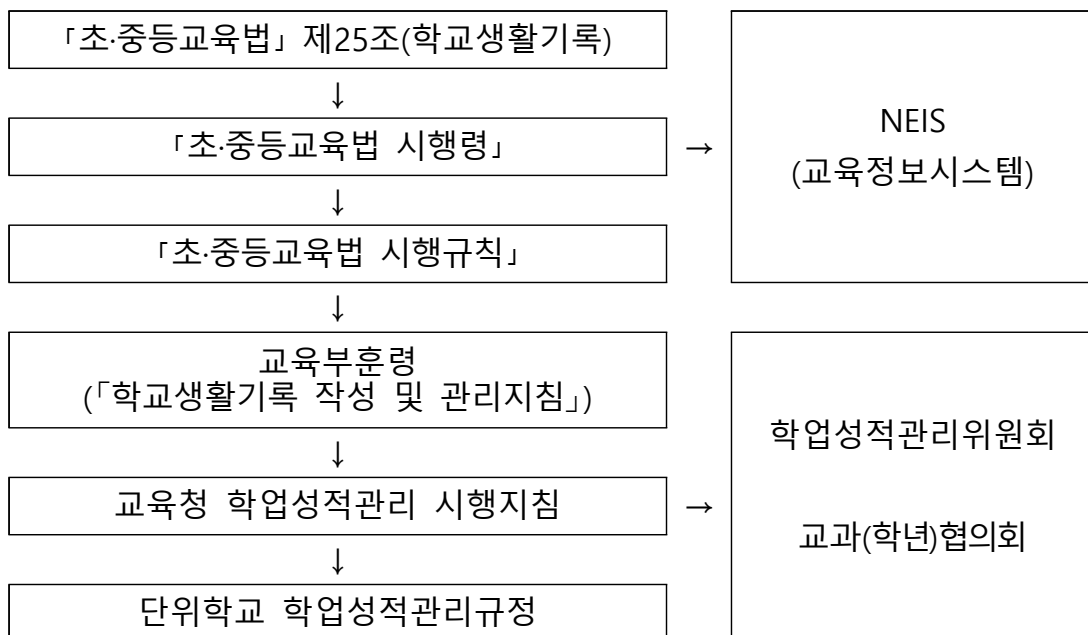 「초·중등교육법」 제25조(학교생활기록)
↓
「초·중등교육법 시행령」
→
NEIS
(교육정보시스템)
↓
「초·중등교육법 시행규칙」
↓
교육부훈령
(「학교생활기록 작성 및 관리지침」)
↓
교육청 학업성적관리 시행지침
→
학업성적관리위원회
교과(학년)협의회
↓
단위학교 학업성적관리규정